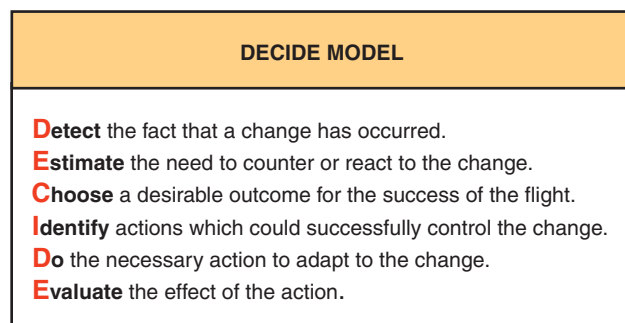 DECIDE MODEL
Detect the fact that a change has occurred.
Estimate the need to counter or react to the change.
Choose a desirable outcome for the success of the flight.
Identify actions which could successfully control the change.
Do the necessary action to adapt to the change.
Evaluate the effect of the action.